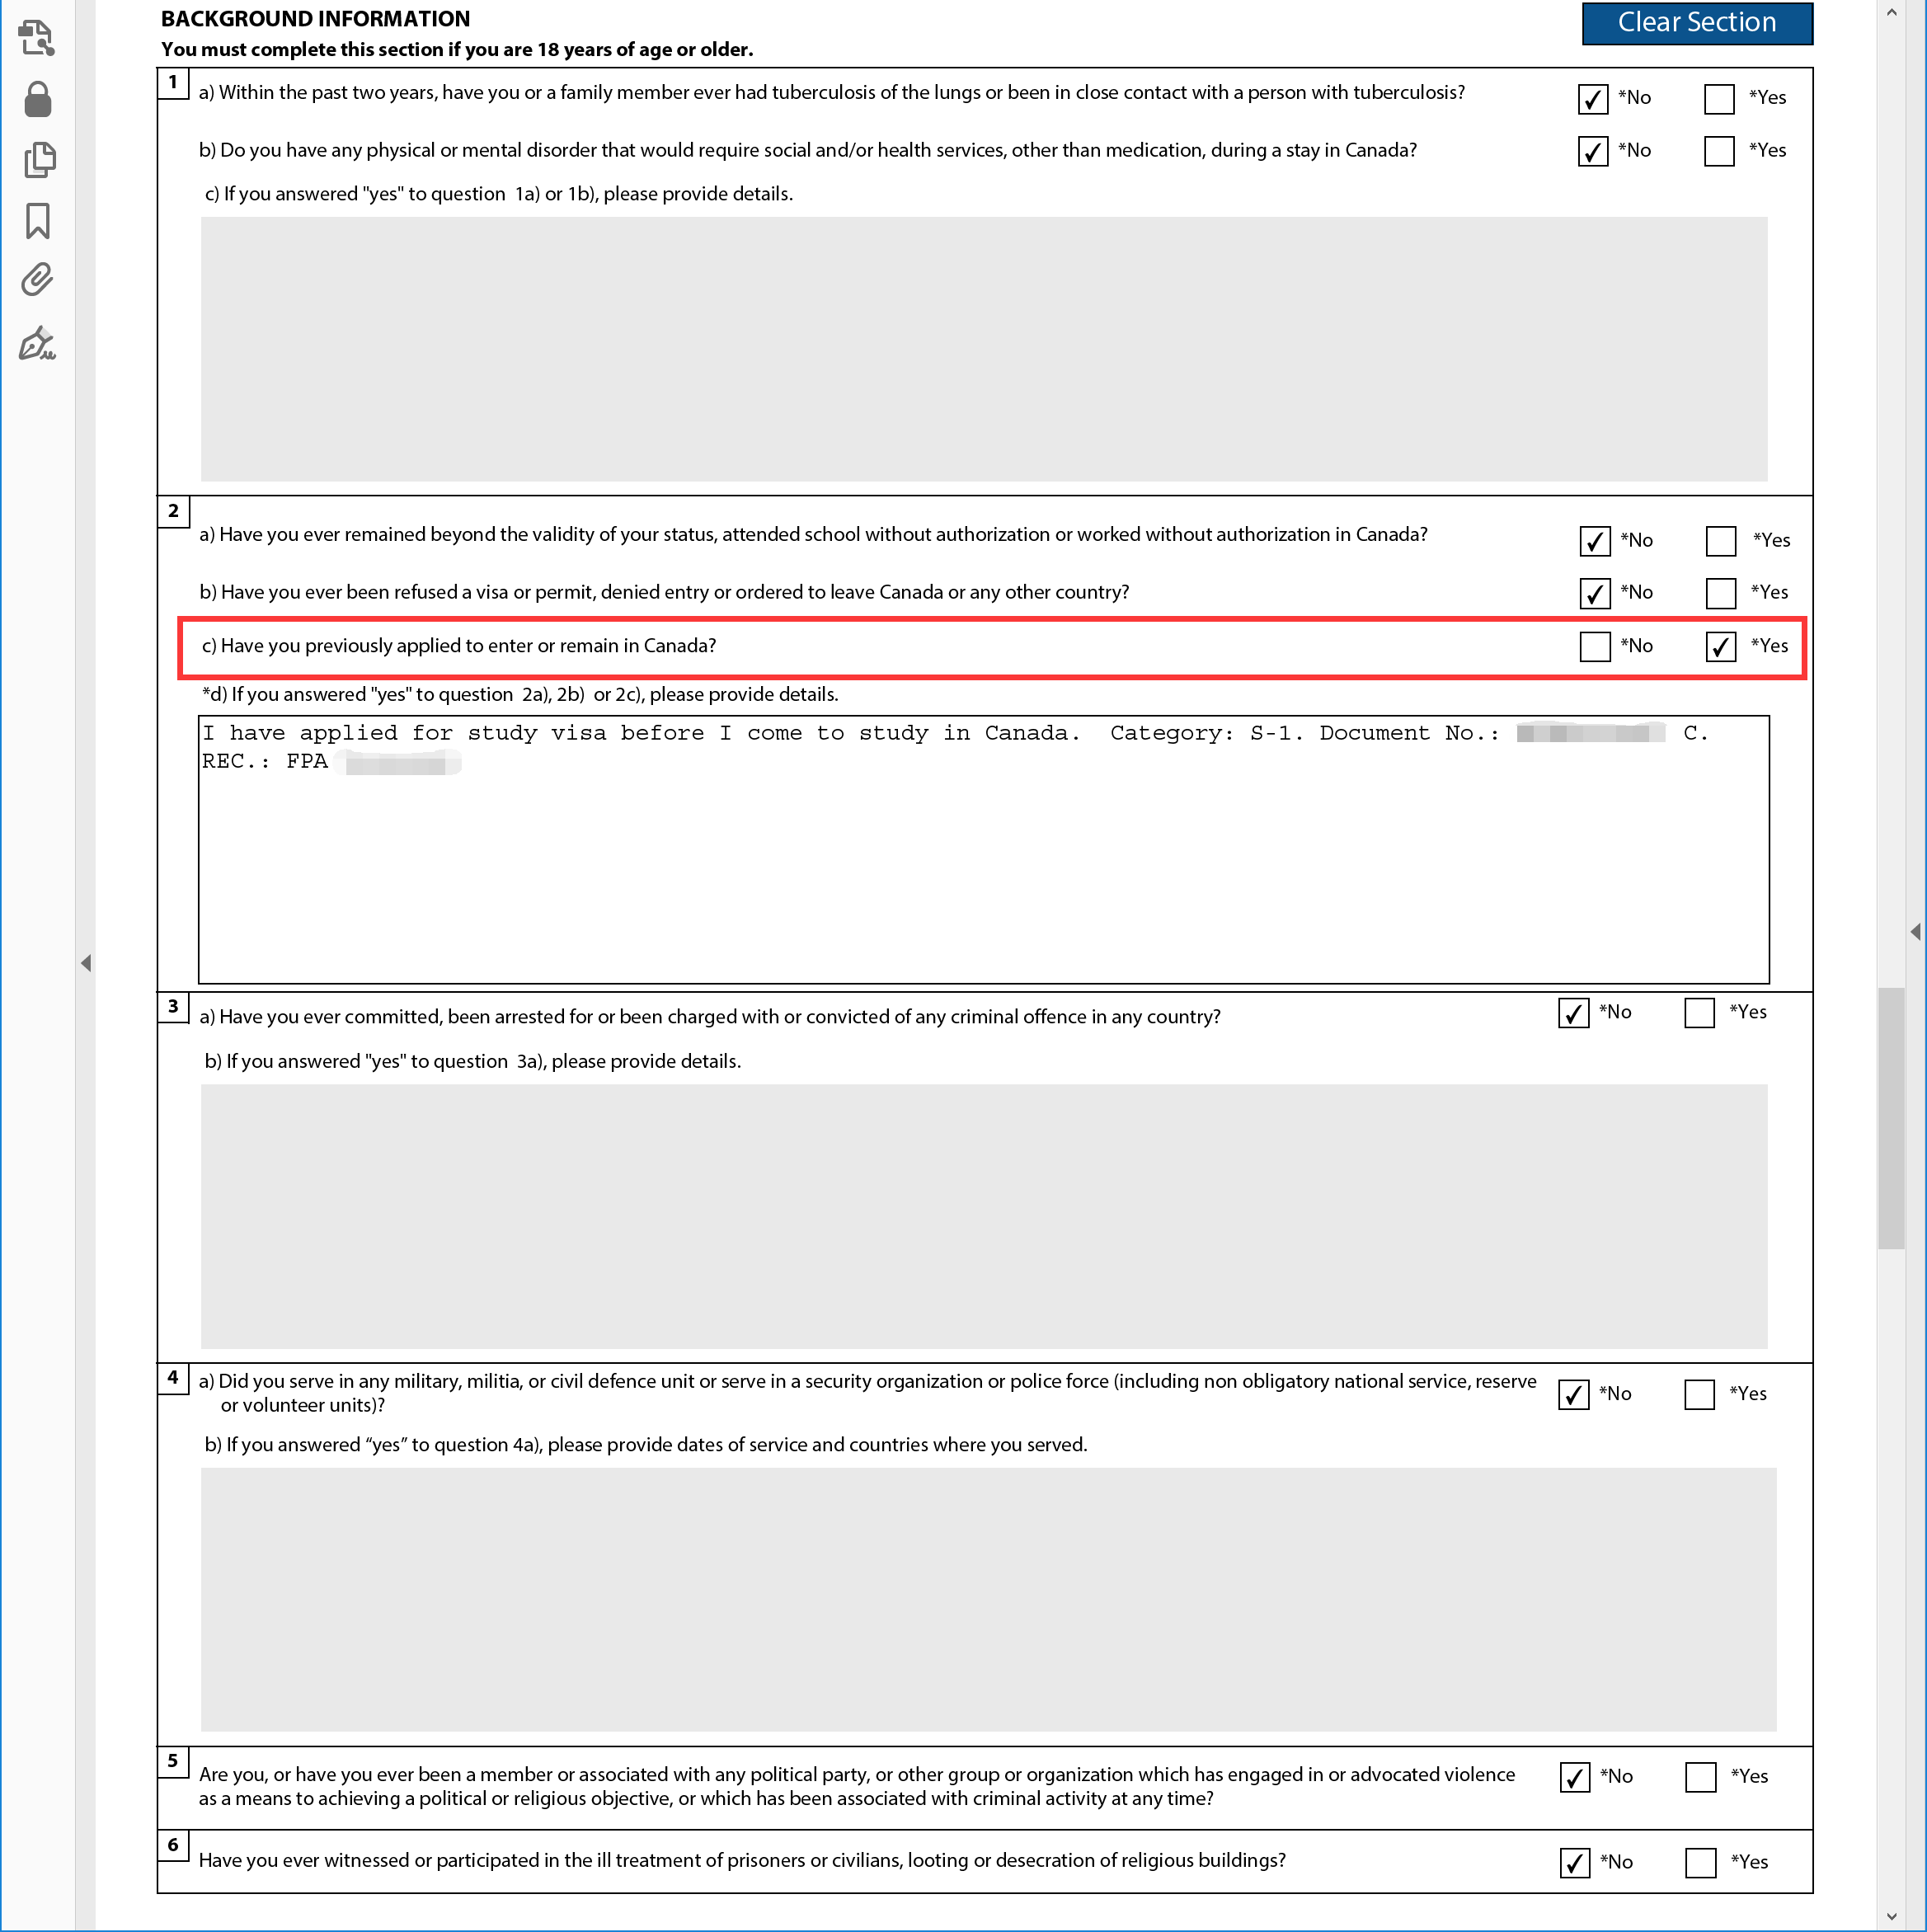 BACKGROUND INFORMATION
Clear Section
You must complete this section if you are 18 years of age or older.
1
a) Within the past two years, have you or a family member ever had tuberculosis of the lungs or been in close contact with a person with tuberculosis?
*No *Yes
b) Do you have any physical or mental disorder that would require social and/or health services, other than medication, during a stay in Canada?
*No *Yes
c) If you answered "yes" to question 1a) or 1b), please provide details.
2
a) Have you ever remained beyond the validity of your status, attended school without authorization or worked without authorization in Canada?
*No *Yes
b) Have you ever been refused a visa or permit, denied entry or ordered to leave Canada or any other country?
*No *Yes
c) Have you previously applied to enter or remain in Canada?
*No *Yes
*d) If you answered "yes" to question 2a), 2b) or 2c), please provide details.
I have applied for study visa before I come to study in Canada. Category: S-1. Document No.: C.
REC.: FPA
3
a) Have you ever committed, been arrested for or been charged with or convicted of any criminal offence in any country?
*No *Yes
b) If you answered "yes" to question 3a), please provide details.
4
a) Did you serve in any military, militia, or civil defence unit or serve in a security organization or police force (including non obligatory national service, reserve
or volunteer units)?
*No *Yes
b) If you answered “yes” to question 4a), please provide dates of service and countries where you served.
5
Are you, or have you ever been a member or associated with any political party, or other group or organization which has engaged in or advocated violence
as a means to achieving a political or religious objective, or which has been associated with criminal activity at any time?
*No *Yes
6
Have you ever witnessed or participated in the ill treatment of prisoners or civilians, looting or desecration of religious buildings?
*No *Yes